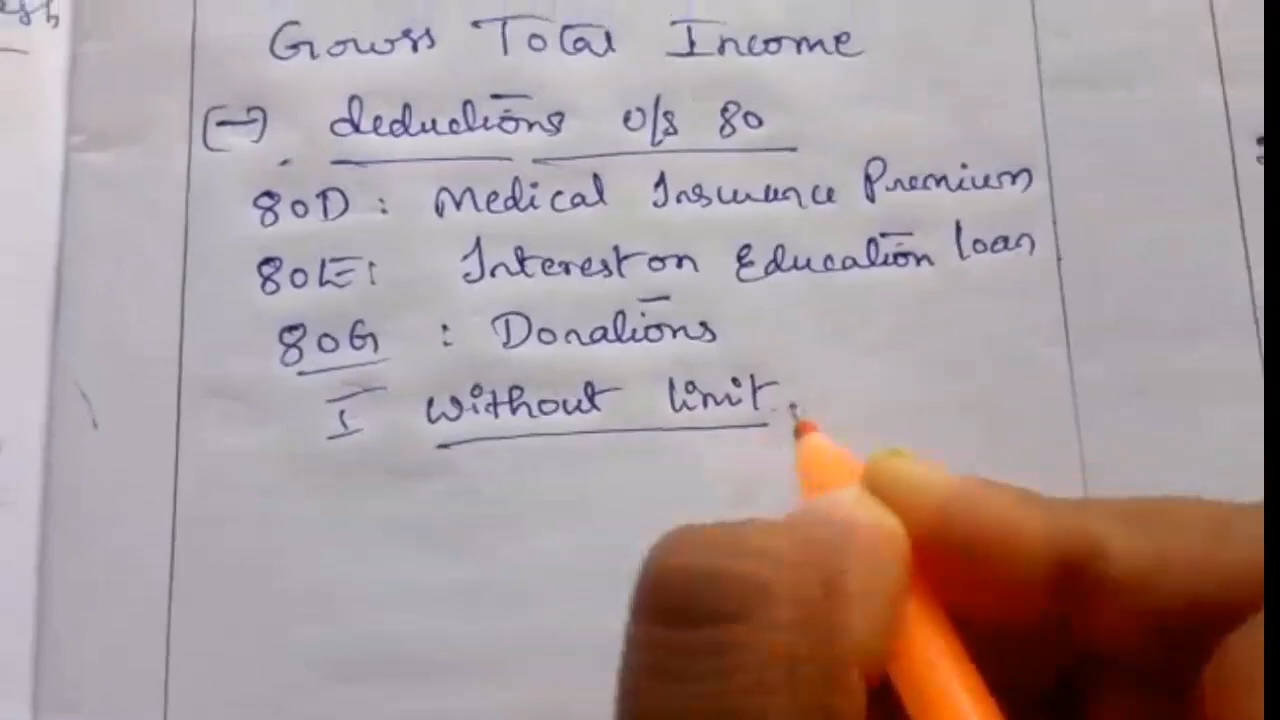 Gross Total Income
(-) deductions u/s 80
80D : Medical Insurance Premium
80E : Interest on Education loan
80G : Donations
I without limit